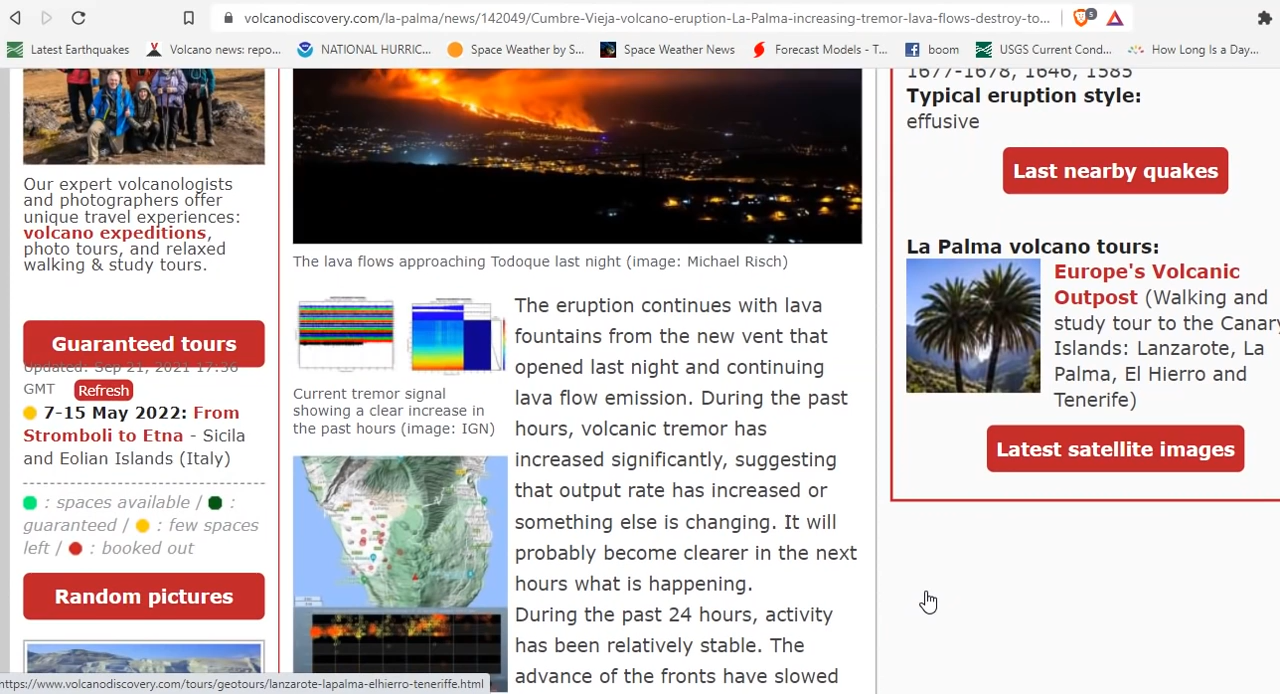 volcanodiscovery.com/la-palma/news/142049/Cumbre-Vieja-volcano-eruption-La-Palma-increasing-tremor-lava-flows-destroy-to...
5
Latest Earthquakes
Volcano news: repo...
NATIONAL HURRIC...
Space Weather by S...
Space Weather News
Forecast Models - T...
boom
USGS Current Cond...
How Long Is a Day...
Our expert volcanologists
and photographers offer
unique travel experiences:
volcano expeditions,
photo tours, and relaxed
walking & study tours.
Guaranteed tours
Updated: Sep 21, 2021 17:36
GMT Refresh
7-15 May 2022: From
Stromboli to Etna - Sicila
and Eolian Islands (Italy)
: spaces available / :
guaranteed / : few spaces
left / : booked out
Random pictures
The lava flows approaching Todoque last night (image: Michael Risch)
Current tremor signal
showing a clear increase in
the past hours (image: IGN)
The eruption continues with lava
fountains from the new vent that
opened last night and continuing
lava flow emission. During the past
hours, volcanic tremor has
increased significantly, suggesting
that output rate has increased or
something else is changing. It will
probably become clearer in the next
hours what is happening.
During the past 24 hours, activity
has been relatively stable. The
advance of the fronts have slowed
1677-1678, 1646, 1585
Typical eruption style:
effusive
Last nearby quakes
La Palma volcano tours:
Europe's Volcanic
Outpost (Walking and
study tour to the Canary
Islands: Lanzarote, La
Palma, El Hierro and
Tenerife)
Latest satellite images
https://www.volcanodiscovery.com/tours/geotours/lanzarote-lapalma-elhierro-teneriffe.html